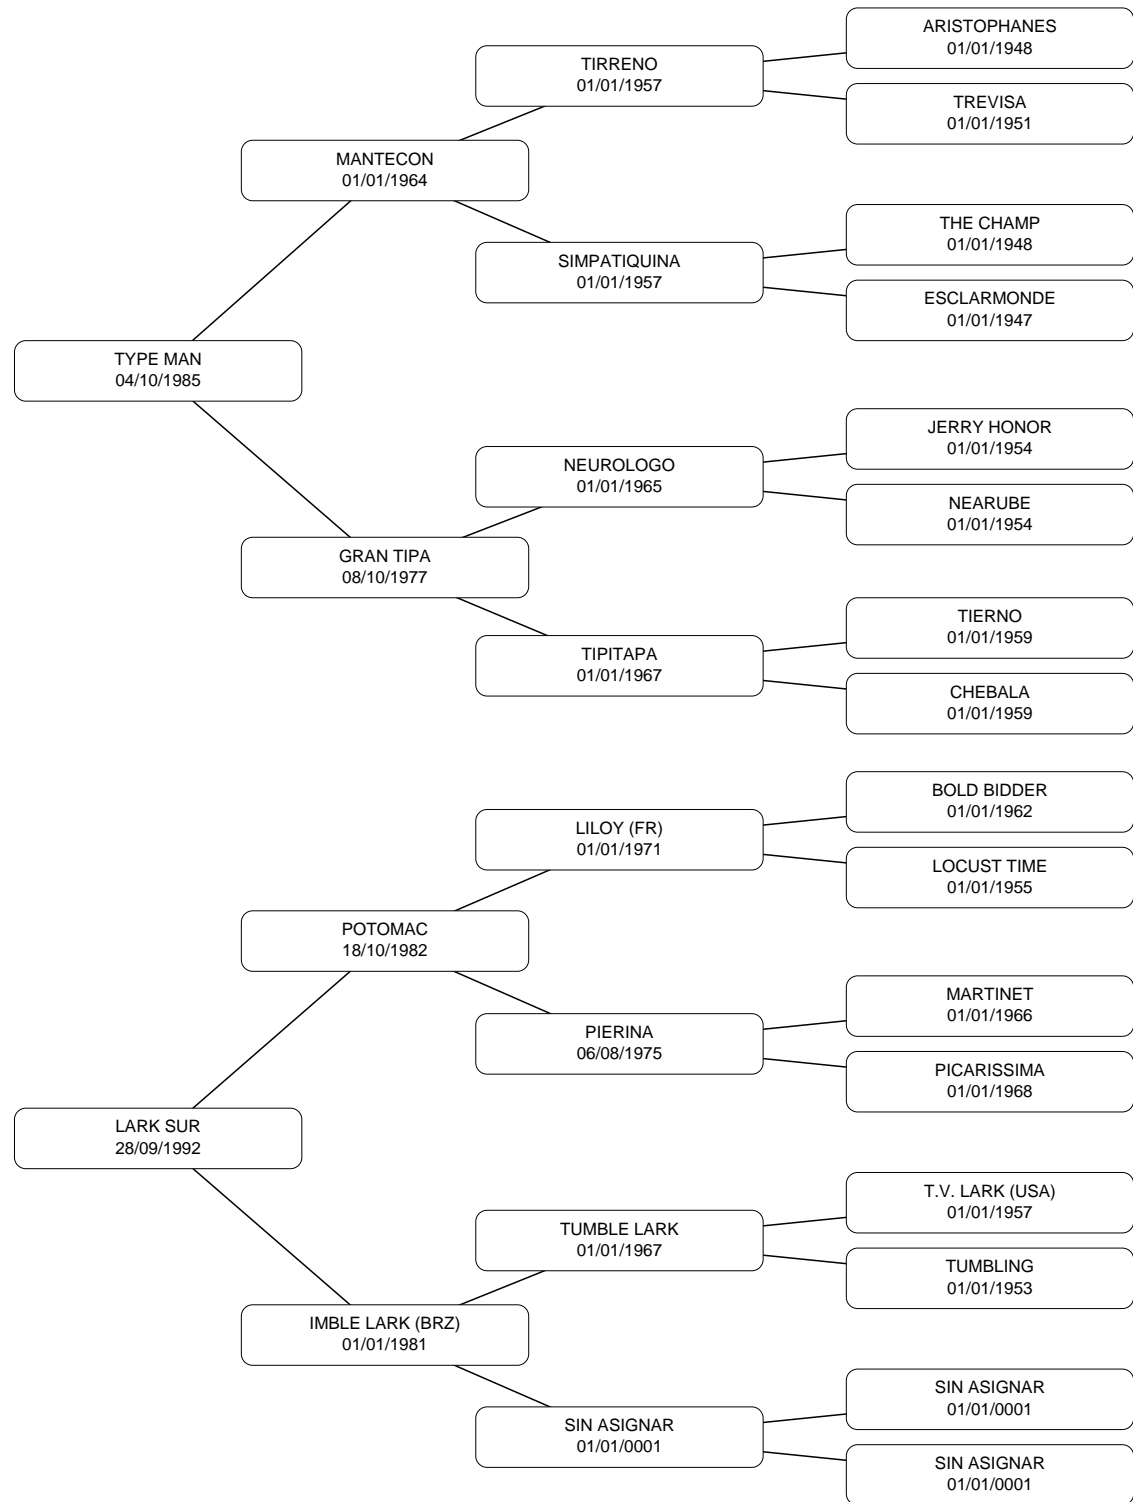 ARISTOPHANES
01/01/1948
TIRRENO
01/01/1957
TREVISA
01/01/1951
MANTECON
01/01/1964
THE CHAMP
01/01/1948
SIMPATIQUINA
01/01/1957
ESCLARMONDE
01/01/1947
TYPE MAN
04/10/1985
JERRY HONOR
01/01/1954
NEUROLOGO
01/01/1965
NEARUBE
01/01/1954
GRAN TIPA
08/10/1977
TIERNO
01/01/1959
TIPITAPA
01/01/1967
CHEBALA
01/01/1959
BOLD BIDDER
01/01/1962
LILOY (FR)
01/01/1971
LOCUST TIME
01/01/1955
POTOMAC
18/10/1982
MARTINET
01/01/1966
PIERINA
06/08/1975
PICARISSIMA
01/01/1968
LARK SUR
28/09/1992
T.V. LARK (USA)
01/01/1957
TUMBLE LARK
01/01/1967
TUMBLING
01/01/1953
IMBLE LARK (BRZ)
01/01/1981
SIN ASIGNAR
01/01/0001
SIN ASIGNAR
01/01/0001
SIN ASIGNAR
01/01/0001